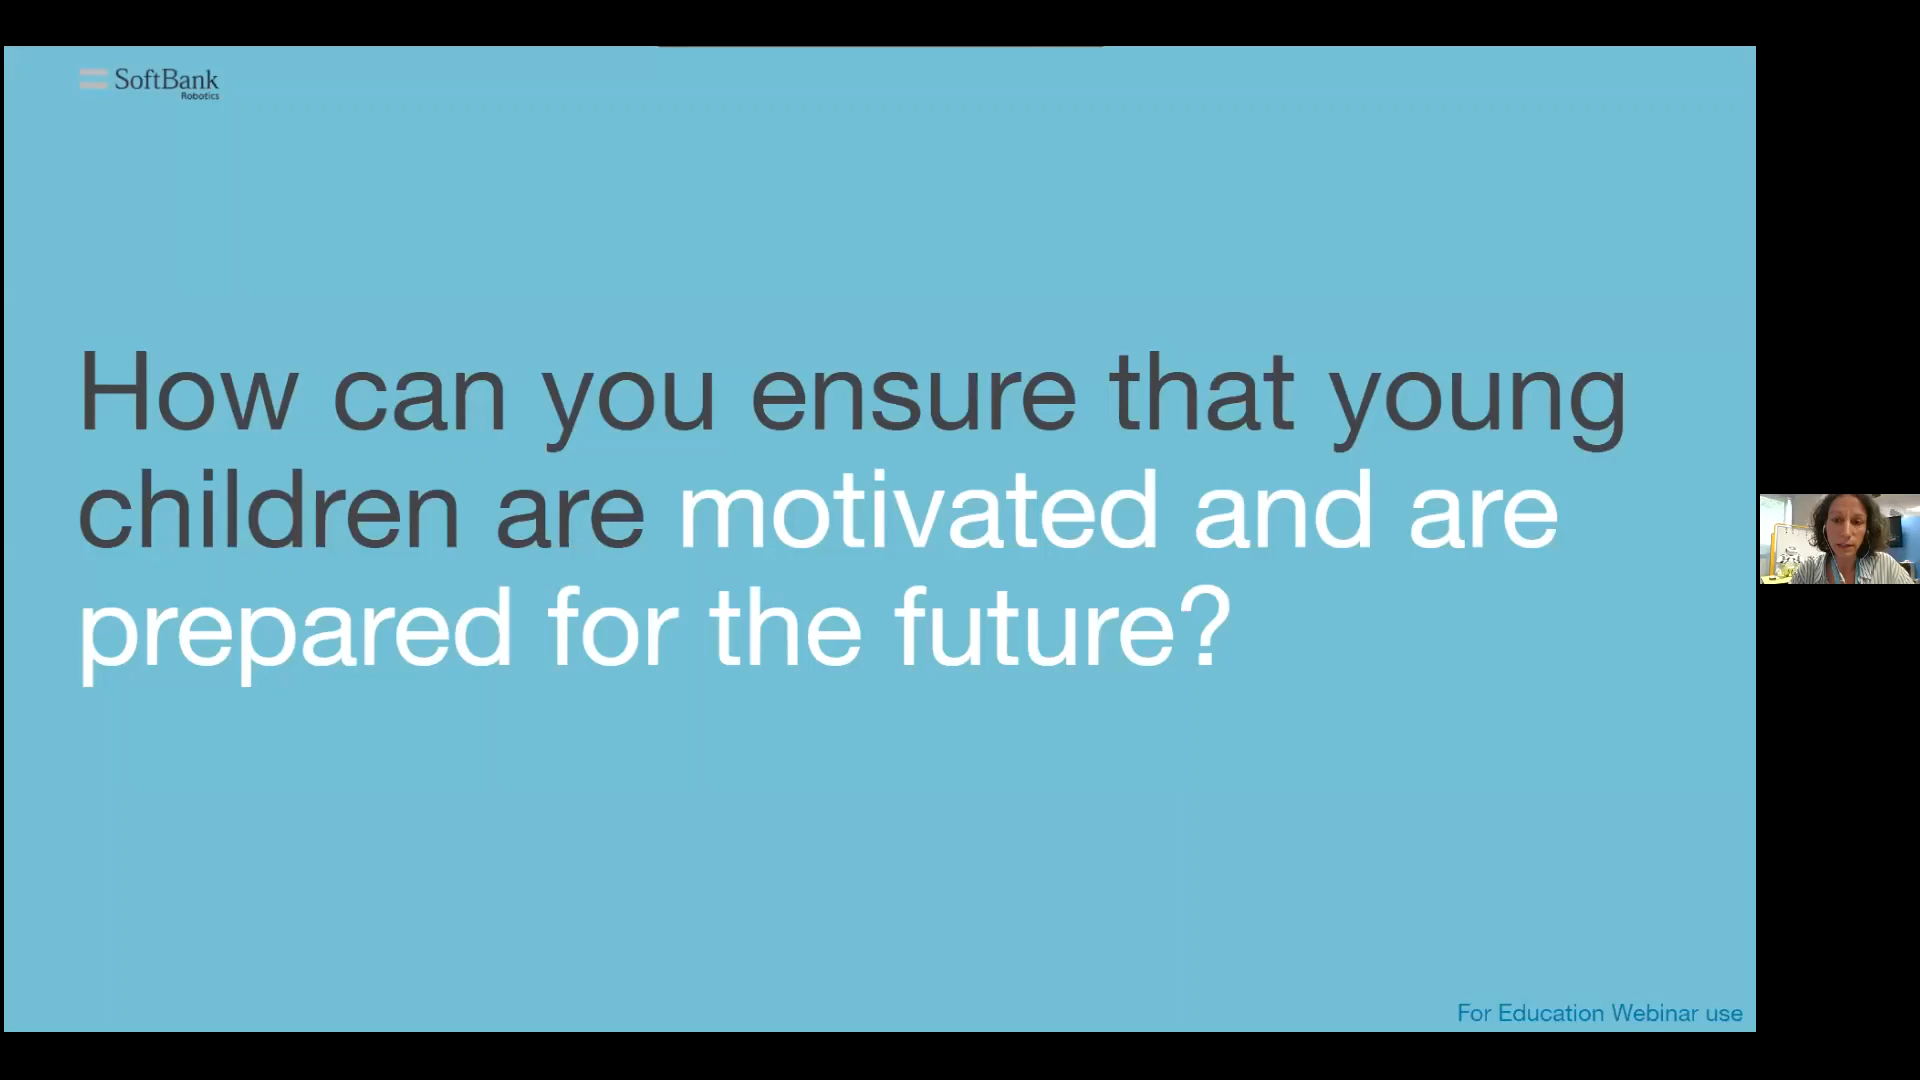 SoftBank
Robotics
How can you ensure that young
children are motivated and are
prepared for the future?
For Education Webinar use